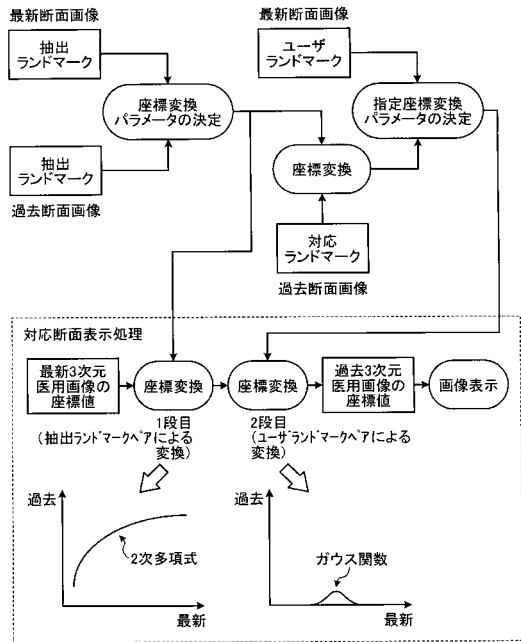 最新断面画像
抽出
ランドマーク
座標変換
パラメータの決定
抽出
ランドマーク
過去断面画像
最新断面画像
ユーザ
ランドマーク
指定座標変換
パラメータの決定
座標変換
対応
ランドマーク
過去断面画像
対応断面表示処理
最新3次元
医用画像の
座標値
座標変換
座標変換
過去3次元
医用画像の
座標値
画像表示
1段目
(抽出ランドマークペアによる
変換)
2段目
(ユーザランドマークペアによる
変換)
過去
2次多項式
最新
過去
ガウス関数
最新